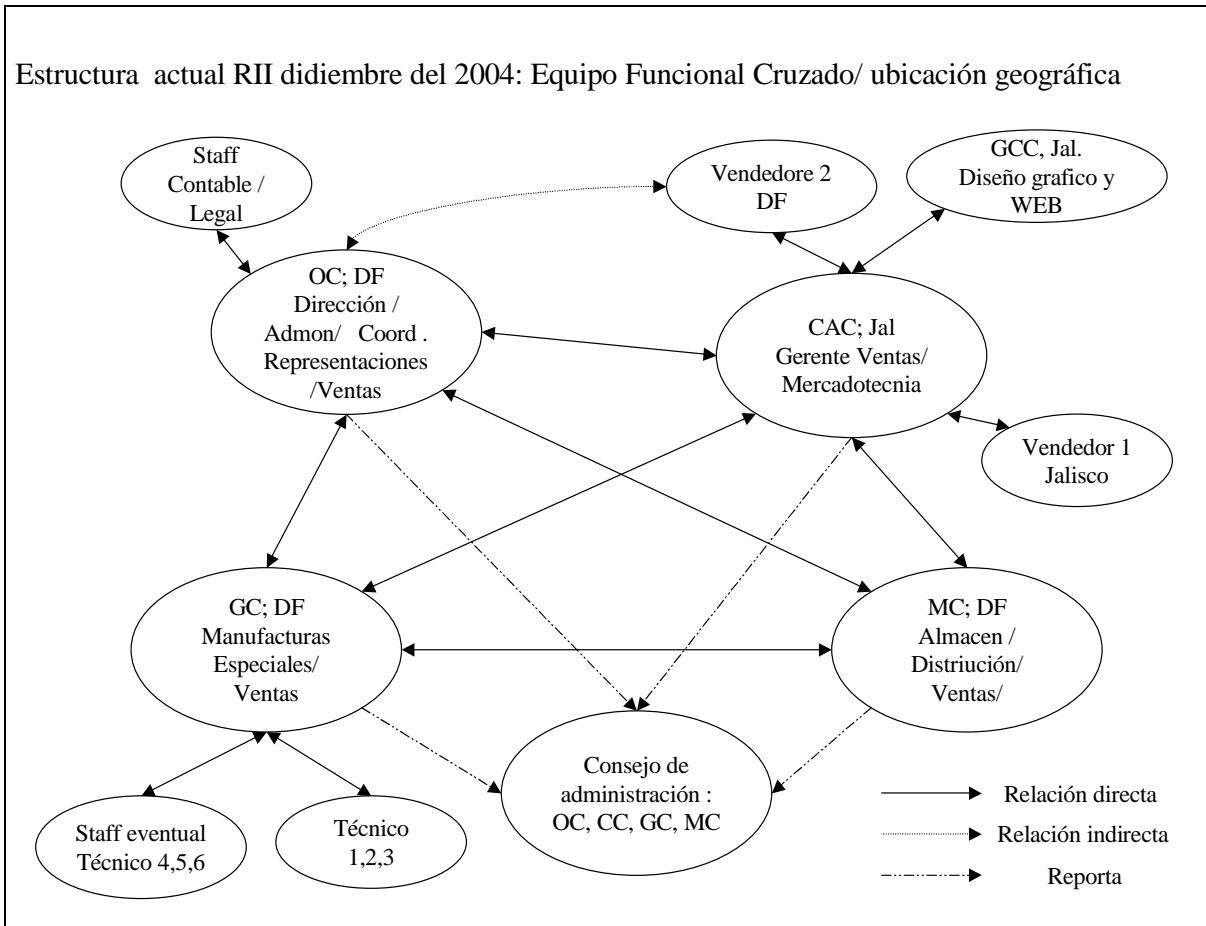 Estructura actual RII didiembre del 2004: Equipo Funcional Cruzado/ ubicación geográfica
Staff
Contable /
Legal
Vendedore 2
DF
GCC, Jal.
Diseño grafico y
WEB
OC; DF
Dirección /
Admon/ Coord .
Representaciones
/Ventas
CAC; Jal
Gerente Ventas/
Mercadotecnia
Vendedor 1
Jalisco
GC; DF
Manufacturas
Especiales/
Ventas
MC; DF
Almacen /
Distriución/
Ventas/
Consejo de
administración :
OC, CC, GC, MC
Staff eventual
Técnico 4,5,6
Técnico
1,2,3
Relación directa
Relación indirecta
Reporta